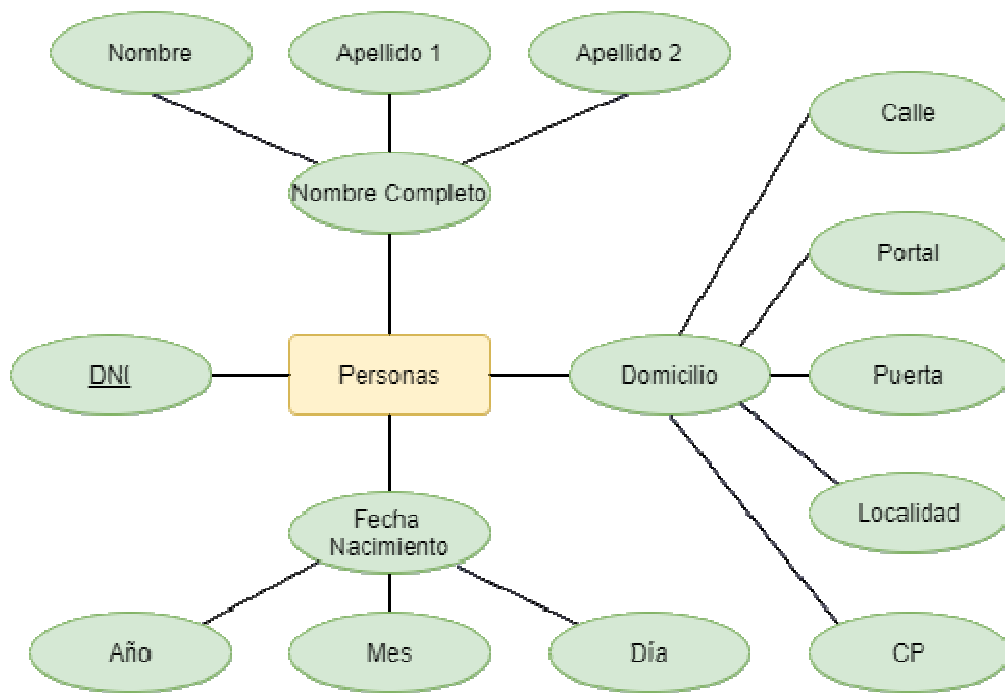 Nombre
Apellido 1
Apellido 2
Calle
Nombre Completo
Portal
DNI
Personas
Domicilio
Puerta
Fecha
Nacimiento
Localidad
Año
Mes
Día
CP